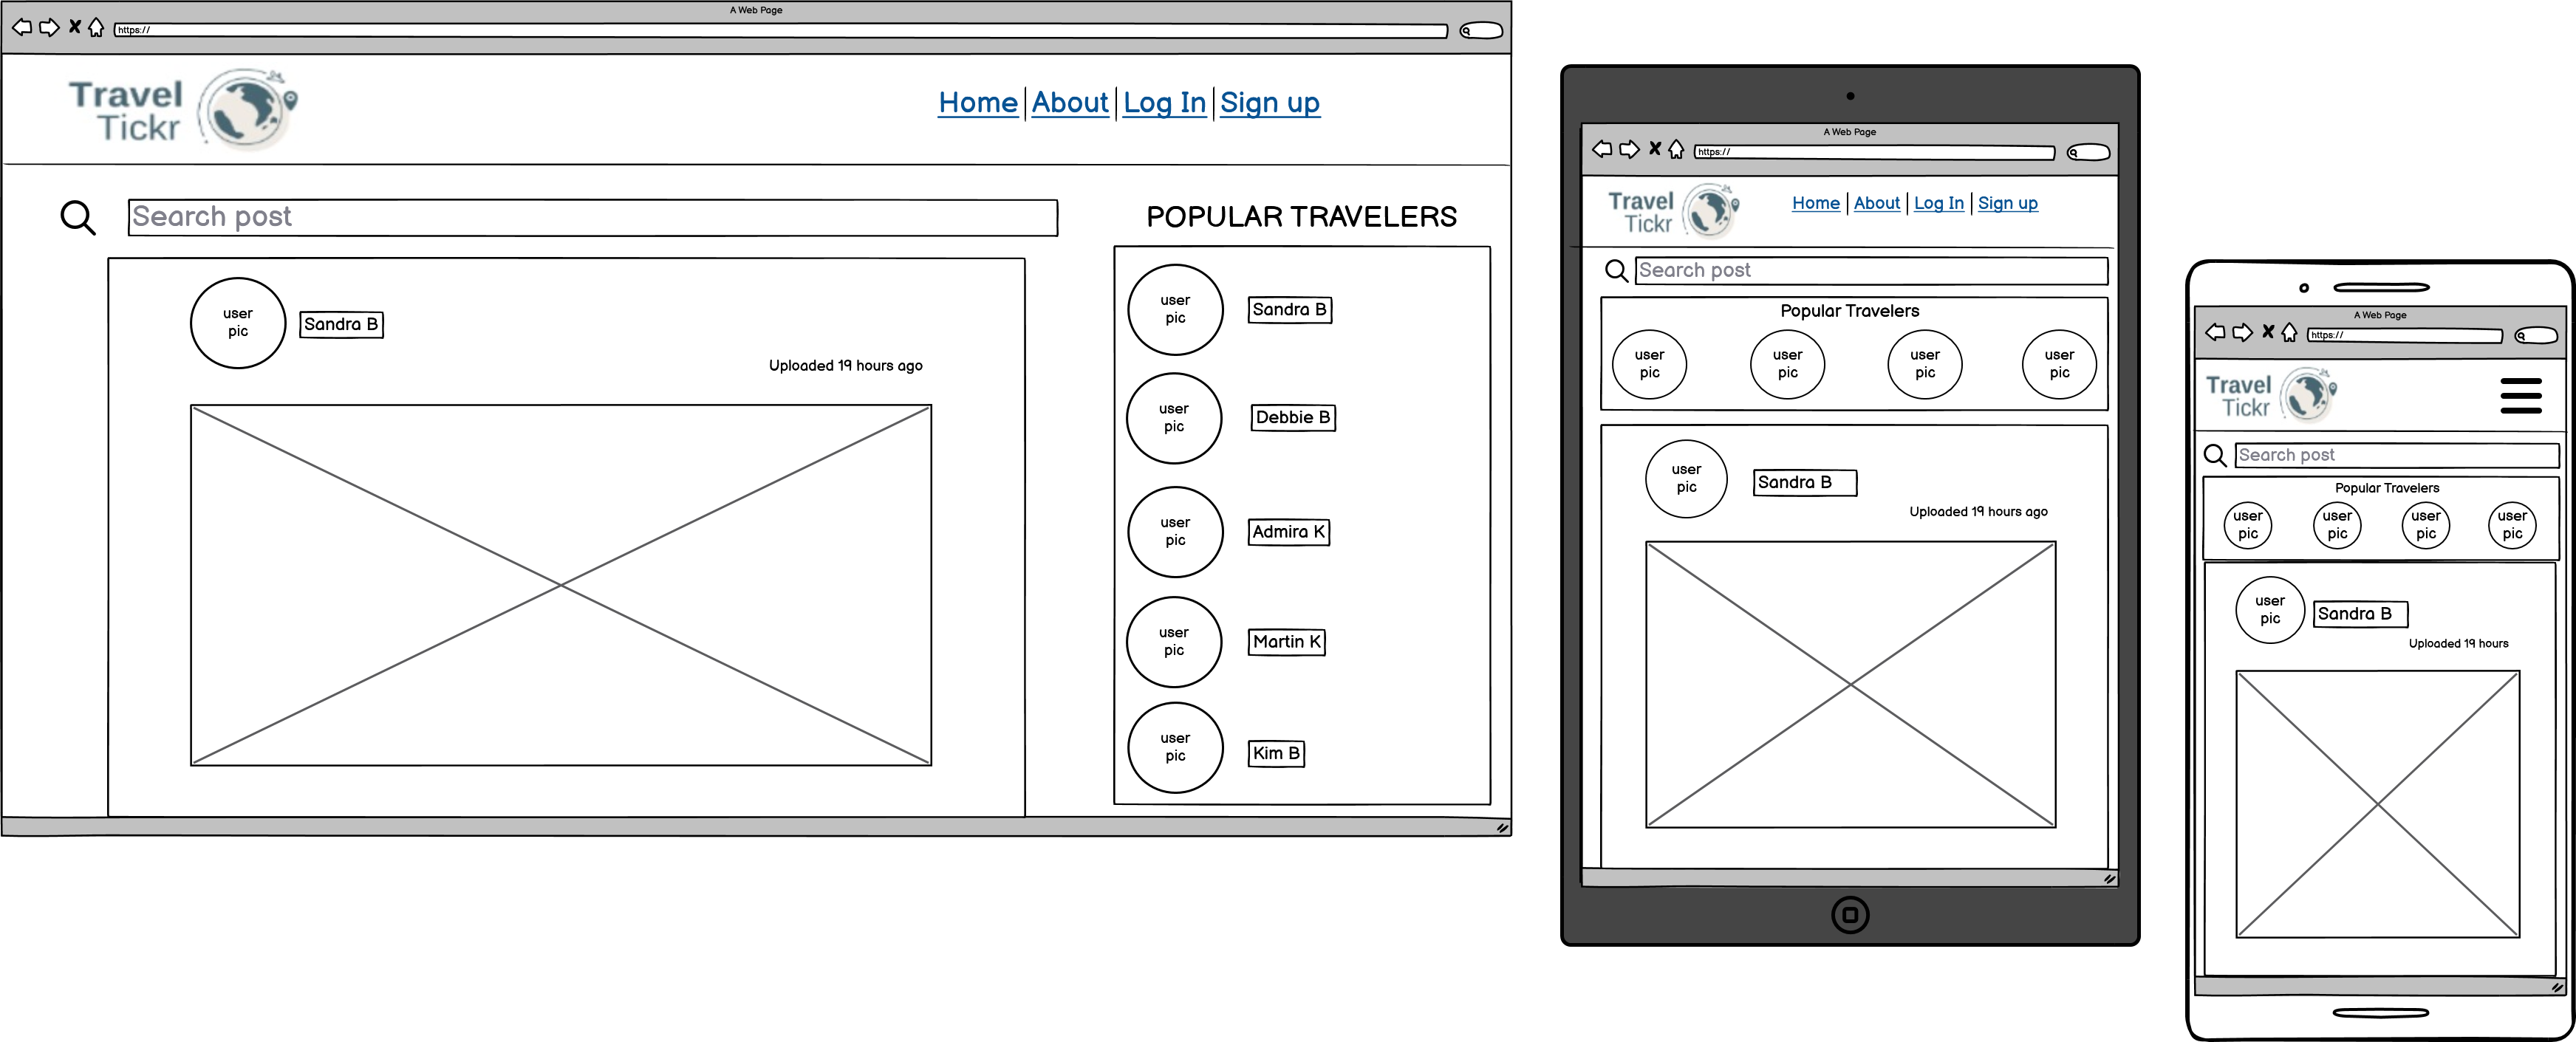 A Web Page
https://
Travel
Tickr
Home About Log In Sign up
Search post
POPULAR TRAVELERS
user
pic
Sandra B
Uploaded 19 hours ago
user
pic
Sandra B
user
pic
Debbie B
user
pic
Admira K
user
pic
Martin K
user
pic
Kim B
A Web Page
https://
Travel
Tickr
Home About Log In Sign up
Search post
Popular Travelers
user
pic
user
pic
user
pic
user
pic
user
pic
Sandra B
Uploaded 19 hours ago
A Web Page
https://
Travel
Tickr
Search post
Popular Travelers
user
pic
user
pic
user
pic
user
pic
user
pic
Sandra B
Uploaded 19 hours